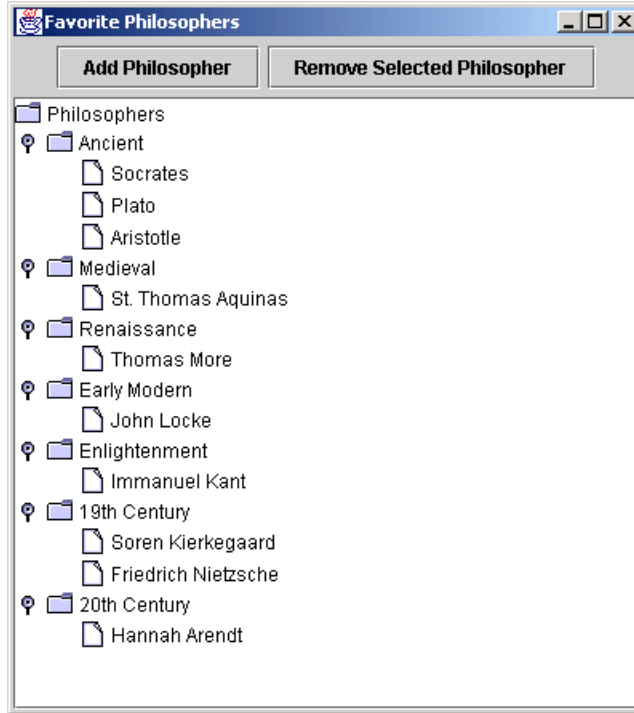 Favorite Philosophers
Add Philosopher Remove Selected Philosopher
Philosophers
Ancient
Socrates
Plato
Aristotle
Medieval
St. Thomas Aquinas
Renaissance
Thomas More
Early Modern
John Locke
Enlightenment
Immanuel Kant
19th Century
Soren Kierkegaard
Friedrich Nietzsche
20th Century
Hannah Arendt